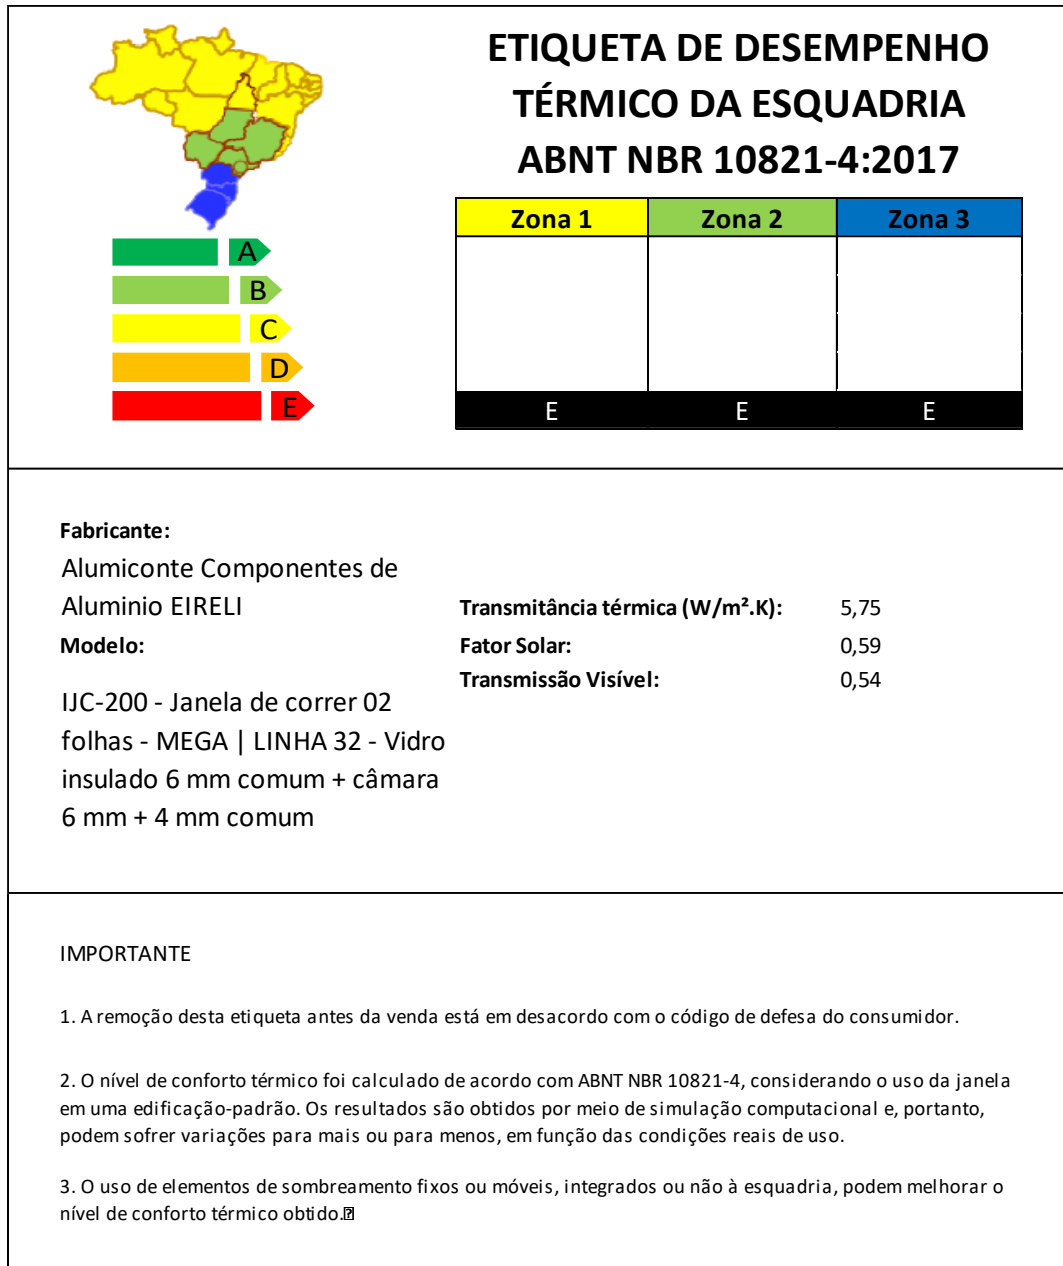 ETIQUETA DE DESEMPENHO
TÉRMICO DA ESQUADRIA
ABNT NBR 10821-4:2017
Zona 1 Zona 2 Zona 3
A
B
C
D
E
E E E
Fabricante:
Alumiconte Componentes de
Aluminio EIRELI
Modelo:
IJC-200 - Janela de correr 02
folhas - MEGA | LINHA 32 - Vidro
insulado 6 mm comum + câmara
6 mm + 4 mm comum
Transmitância térmica (W/m².K): 5,75
Fator Solar: 0,59
Transmissão Visível: 0,54
IMPORTANTE
1. A remoção desta etiqueta antes da venda está em desacordo com o código de defesa do consumidor.
2. O nível de conforto térmico foi calculado de acordo com ABNT NBR 10821-4, considerando o uso da janela
em uma edificação-padrão. Os resultados são obtidos por meio de simulação computacional e, portanto,
podem sofrer variações para mais ou para menos, em função das condições reais de uso.
3. O uso de elementos de sombreamento fixos ou móveis, integrados ou não à esquadria, podem melhorar o
nível de conforto térmico obtido.